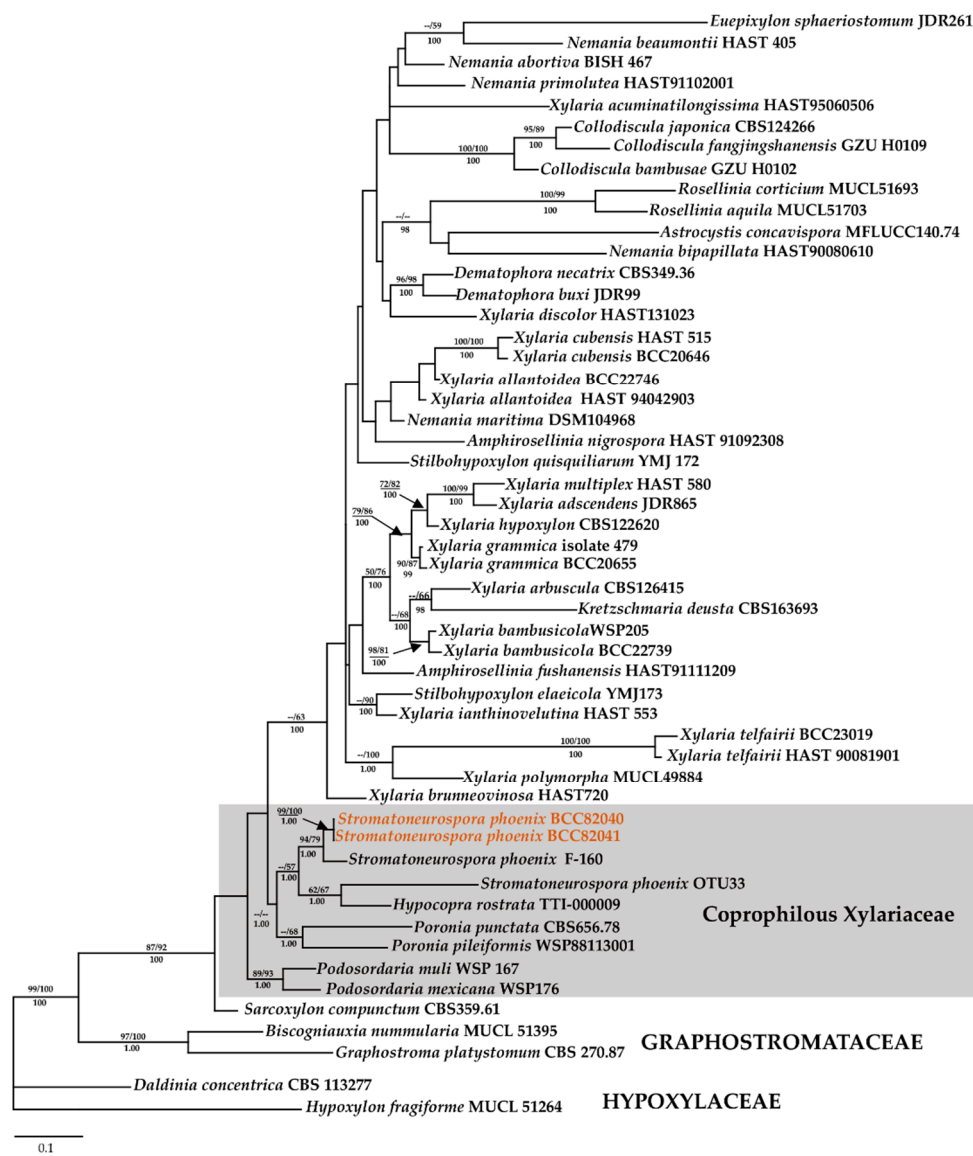 --/59
100
Euepixylon sphaeriostomum JDR261
Nemania beaumontii HAST 405
Nemania abortiva BISH 467
Nemania primolutea HAST91102001
Xylaria acuminatilongissima HAST95060506
95/89
100
Collodiscula japonica CBS124266
Collodiscula fangjingshanensis GZU H0109
100/100
100
Collodiscula bambusae GZU H0102
Rosellinia corticium MUCL51693
100/99
100
Rosellinia aquila MUCL51703
--/--
98
Astrocystis concavispora MFLUCC140.74
Nemania bipapillata HAST90080610
96/98
100
Dematophora necatrix CBS349.36
Dematophora buxi JDR99
Xylaria discolor HAST131023
100/100
100
Xylaria cubensis HAST 515
Xylaria cubensis BCC20646
Xylaria allantoidea BCC22746
Xylaria allantoidea HAST 94042903
Nemania maritima DSM104968
Amphirosellinia nigrospora HAST 91092308
Stilbohypoxylon quisquiliarum YMJ 172
72/82
100
100/99
100
Xylaria multiplex HAST 580
Xylaria adscendens JDR865
79/86
100
Xylaria hypoxylon CBS122620
Xylaria grammica isolate 479
90/87
99
Xylaria grammica BCC20655
50/76
100
Xylaria arbuscula CBS126415
--/66
98
Kretzschmaria deusta CBS163693
--/68
100
Xylaria bambusicolaWSP205
98/81
100
Xylaria bambusicola BCC22739
Amphirosellinia fushanensis HAST91111209
--/90
100
Stilbohypoxylon elaeicola YMJ173
Xylaria ianthinovelutina HAST 553
--/63
100
Xylaria telfairii BCC23019
100/100
100
Xylaria telfairii HAST 90081901
--/100
1.00
Xylaria polymorpha MUCL49884
Xylaria brunneovinosa HAST720
99/100
1.00
Stromatoneurospora phoenix BCC82040
Stromatoneurospora phoenix BCC82041
94/79
1.00
Stromatoneurospora phoenix F-160
--/57
1.00
Stromatoneurospora phoenix OTU33
62/67
1.00
Hypocopra rostrata TTI-000009
Coprophilous Xylariaceae
--/--
1.00
Poronia punctata CBS656.78
--/68
1.00
Poronia pileiformis WSP88113001
87/92
100
89/93
1.00
Podosordaria muli WSP 167
Podosordaria mexicana WSP176
99/100
100
Sarcoxylon compunctum CBS359.61
Biscogniauxia nummularia MUCL 51395
97/100
1.00
GRAPHOSTROMATACEAE
Graphostroma platystomum CBS 270.87
Daldinia concentrica CBS 113277
Hypoxylon fragiforme MUCL 51264
HYPOXYLACEAE
0.1